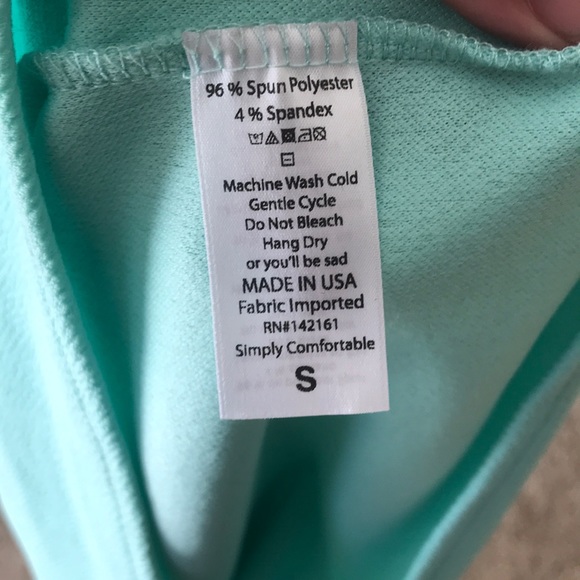 96 % Spun Polyester
4 % Spandex
Machine Wash Cold
Gentle Cycle
Do Not Bleach
Hang Dry
or you'll be sad
MADE IN USA
Fabric Imported
RN#142161
Simply Comfortable
S